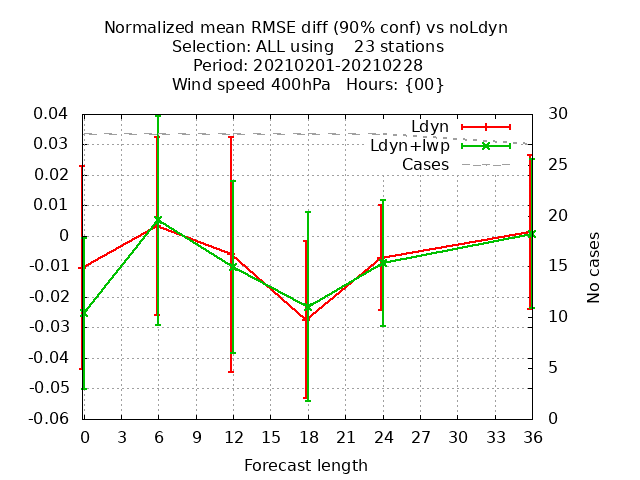 Normalized mean RMSE diff (90% conf) vs noLdyn
Selection: ALL using    23 stations
Period: 20210201-20210228
Wind speed 400hPa   Hours: {00}
0.04
0.03
0.02
0.01
0
-0.01
-0.02
-0.03
-0.04
-0.05
-0.06
Ldyn
Ldyn+lwp
Cases
30
25
20
15
10
5
0
No cases
0 3 6 9 12 15 18 21 24 27 30 33 36
Forecast length